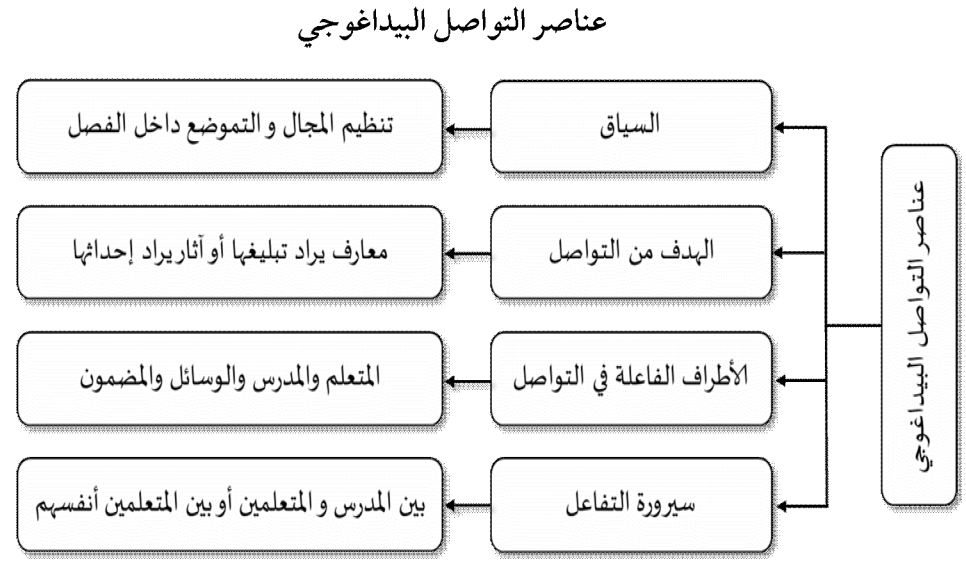 عناصر التواصل البيداغوجي
عناصر التواصل البيداغوجي
السياق
تنظيم المجال و التموضع داخل الفصل
الهدف من التواصل
معارف يراد تبليغها أو آثار يراد إحداثها
الأطراف الفاعلة في التواصل
المتعلم والمدرس والوسائل والمضمون
سيرورة التفاعل
بين المدرس و المتعلمين أو بين المتعلمين أنفسهم